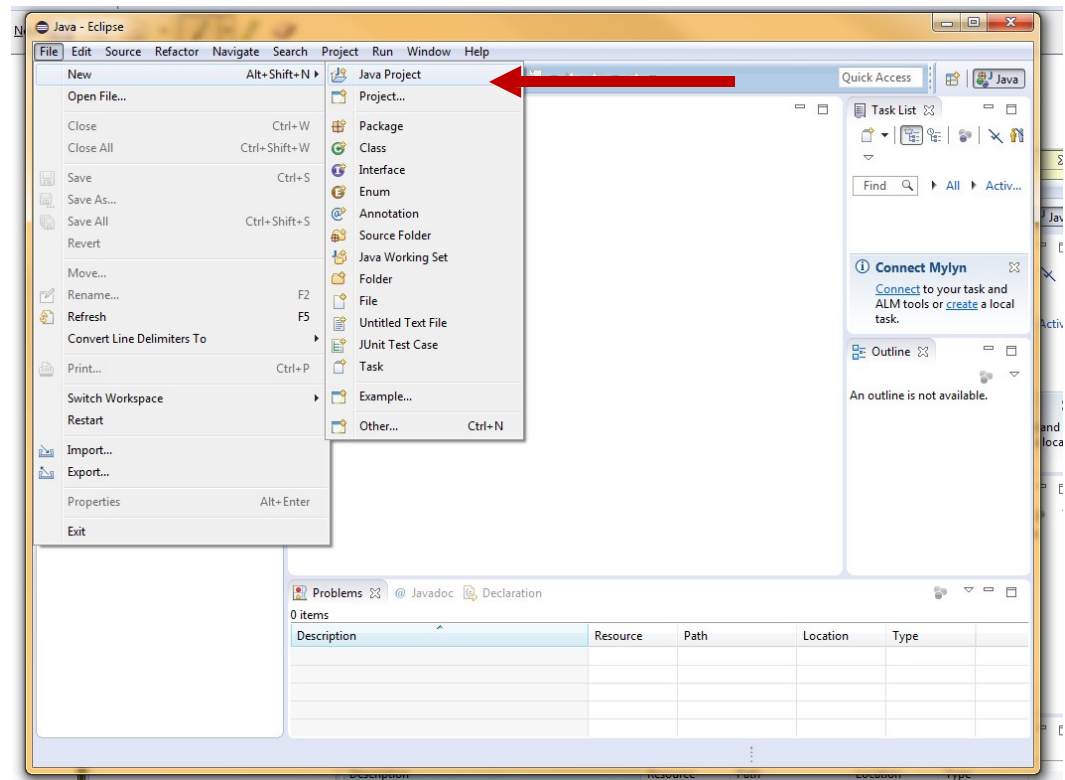 Java - Eclipse
File Edit Source Refactor Navigate Search Project Run Window Help
New Alt+Shift+N
Open File...
Close Ctrl+W
Close All Ctrl+Shift+W
Save Ctrl+S
Save As...
Save All Ctrl+Shift+S
Revert
Move...
Rename... F2
Refresh F5
Convert Line Delimiters To
Print... Ctrl+P
Switch Workspace
Restart
Import...
Export...
Properties Alt+Enter
Exit
Java Project
Project...
Package
Class
Interface
Enum
Annotation
Source Folder
Java Working Set
Folder
File
Untitled Text File
JUnit Test Case
Task
Example...
Other... Ctrl+N
Quick Access
Java
Task List
Find All Activ...
Connect Mylyn
Connect to your task and
ALM tools or create a local
task.
Outline
An outline is not available.
Problems @ Javadoc Declaration
0 items
Description Resource Path Location Type
Description Resource Path Location Type